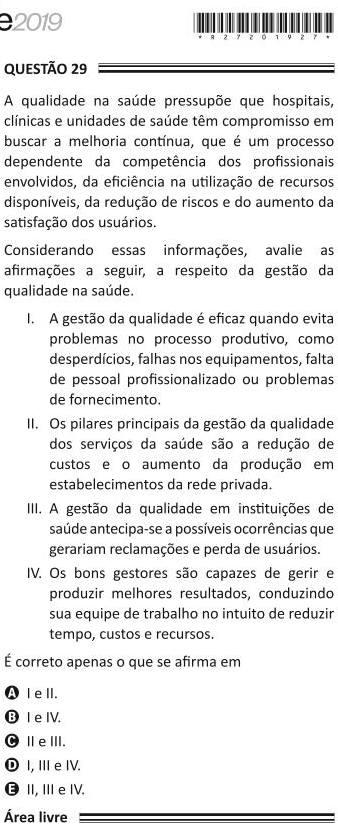 e2019
* R 2 7 2 0 1 9 2 7 *
QUESTÃO 29
A qualidade na saúde pressupõe que hospitais,
clínicas e unidades de saúde têm compromisso em
buscar a melhoria contínua, que é um processo
dependente da competência dos profissionais
envolvidos, da eficiência na utilização de recursos
disponíveis, da redução de riscos e do aumento da
satisfação dos usuários.
Considerando essas informações, avalie as
afirmações a seguir, a respeito da gestão da
qualidade na saúde.
I. A gestão da qualidade é eficaz quando evita
problemas no processo produtivo, como
desperdícios, falhas nos equipamentos, falta
de pessoal profissionalizado ou problemas
de fornecimento.
II. Os pilares principais da gestão da qualidade
dos serviços da saúde são a redução de
custos e o aumento da produção em
estabelecimentos da rede privada.
III. A gestão da qualidade em instituições de
saúde antecipa-se a possíveis ocorrências que
gerariam reclamações e perda de usuários.
IV. Os bons gestores são capazes de gerir e
produzir melhores resultados, conduzindo
sua equipe de trabalho no intuito de reduzir
tempo, custos e recursos.
É correto apenas o que se afirma em
A I e II.
B I e IV.
C II e III.
D I, III e IV.
E II, III e IV.
Área livre